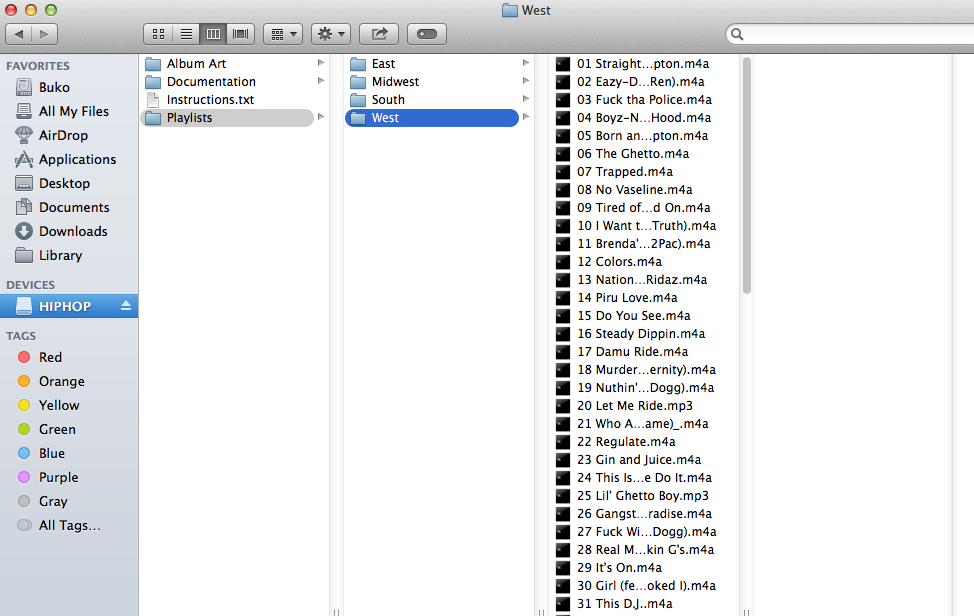 West
FAVORITES
Buko
All My Files
AirDrop
Applications
Desktop
Documents
Downloads
Library
DEVICES
HIPHOP
TAGS
Red
Orange
Yellow
Green
Blue
Purple
Gray
All Tags...
Album Art
Documentation
Instructions.txt
Playlists
East
Midwest
South
West
01 Straight...pton.m4a
02 Eazy-D...Ren).m4a
03 Fuck tha Police.m4a
04 Boyz-N...Hood.m4a
05 Born an...pton.m4a
06 The Ghetto.m4a
07 Trapped.m4a
08 No Vaseline.m4a
09 Tired of...d On.m4a
10 I Want t...Truth).m4a
11 Brenda'...2Pac).m4a
12 Colors.m4a
13 Nation...Ridaz.m4a
14 Piru Love.m4a
15 Do You See.m4a
16 Steady Dippin.m4a
17 Damu Ride.m4a
18 Murder...ernity).m4a
19 Nuthin'...Dogg).m4a
20 Let Me Ride.mp3
21 Who A...ame)_.m4a
22 Regulate.m4a
23 Gin and Juice.m4a
24 This Is...e Do It.m4a
25 Lil' Ghetto Boy.mp3
26 Gangst...radise.m4a
27 Fuck Wi...Dogg).m4a
28 Real M...kin G's.m4a
29 It's On.m4a
30 Girl (fe...oked I).m4a
31 This D.J..m4a